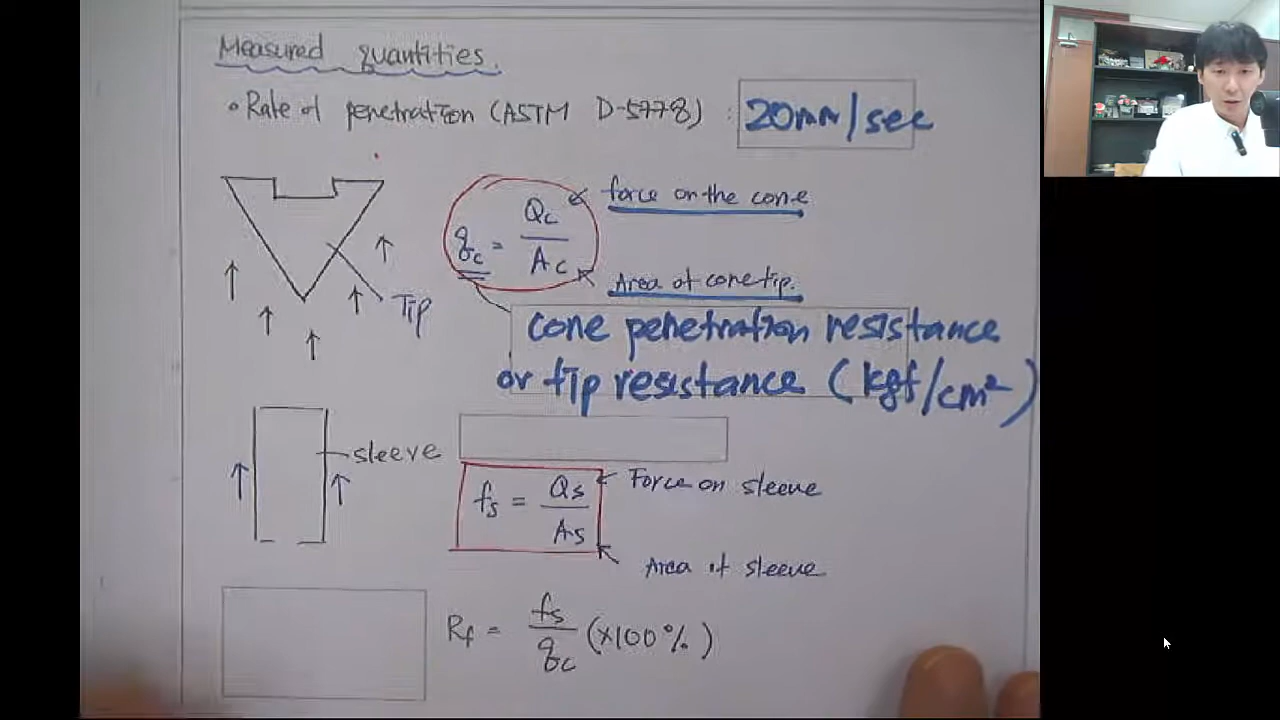 Measured quantities.
• Rate of penetration (ASTM D-5778) : 20mm/sec
qc = Qc / Ac
force on the cone
Area of cone tip.
Tip
cone penetration resistance
or tip resistance (kgf/cm²)
sleeve
fs = Qs / As
Force on sleeve
Area of sleeve
Rf = fs / qc (×100%)